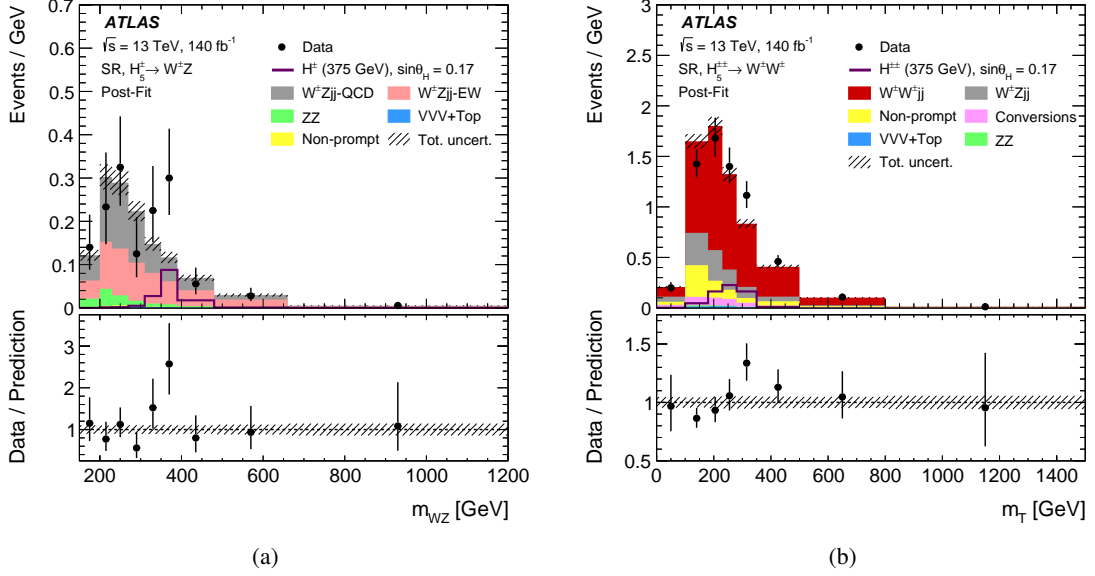 ATLAS
√s = 13 TeV, 140 fb⁻¹
SR, H₅± → W±Z
Post-Fit
Data
H± (375 GeV), sinθ_H = 0.17
W±Zjj-QCD W±Zjj-EW
ZZ VVV+Top
Non-prompt Tot. uncert.
Events / GeV
0.7
0.6
0.5
0.4
0.3
0.2
0.1
0
Data / Prediction
3
2
1
200 400 600 800 1000 1200
m_WZ [GeV]
(a)
ATLAS
√s = 13 TeV, 140 fb⁻¹
SR, H₅±± → W±W±
Post-Fit
Data
H±± (375 GeV), sinθ_H = 0.17
W±W±jj W±Zjj
Non-prompt Conversions
VVV+Top ZZ
Tot. uncert.
Events / GeV
3
2.5
2
1.5
1
0.5
0
Data / Prediction
1.5
1
0.5
0 200 400 600 800 1000 1200 1400
m_T [GeV]
(b)